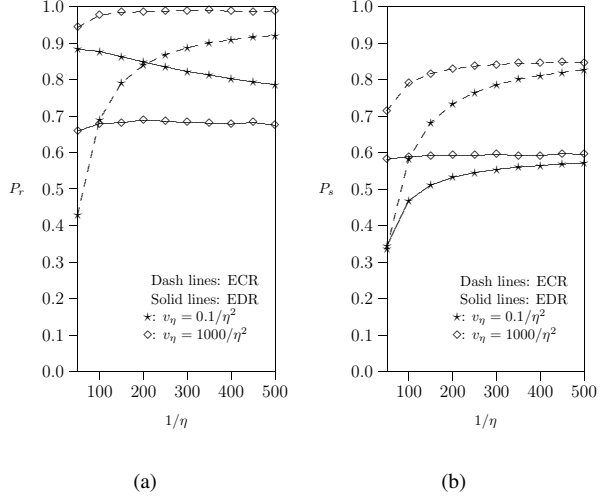 1.0
0.9
0.8
0.7
0.6
0.5
0.4
0.3
0.2
0.1
0.0
P_r
Dash lines: ECR
Solid lines: EDR
★: v_η = 0.1/η²
◇: v_η = 1000/η²
100 200 300 400 500
1/η
(a)
1.0
0.9
0.8
0.7
0.6
0.5
0.4
0.3
0.2
0.1
0.0
P_s
Dash lines: ECR
Solid lines: EDR
★: v_η = 0.1/η²
◇: v_η = 1000/η²
100 200 300 400 500
1/η
(b)